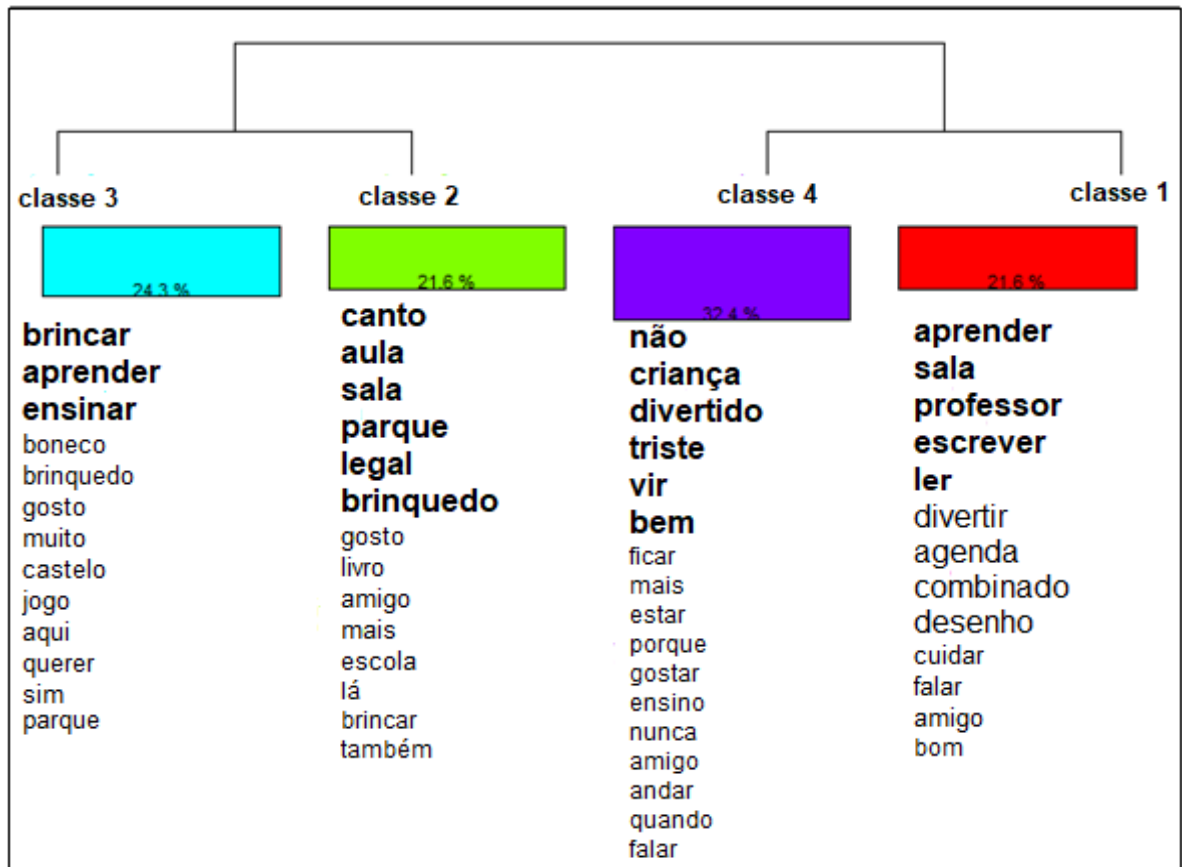 classe 3
24.3 %
brincar
aprender
ensinar
boneco
brinquedo
gosto
muito
castelo
jogo
aqui
querer
sim
parque
classe 2
21.6 %
canto
aula
sala
parque
legal
brinquedo
gosto
livro
amigo
mais
escola
lá
brincar
também
classe 4
32.4 %
não
criança
divertido
triste
vir
bem
ficar
mais
estar
porque
gostar
ensino
nunca
amigo
andar
quando
falar
classe 1
21.6 %
aprender
sala
professor
escrever
ler
divertir
agenda
combinado
desenho
cuidar
falar
amigo
bom